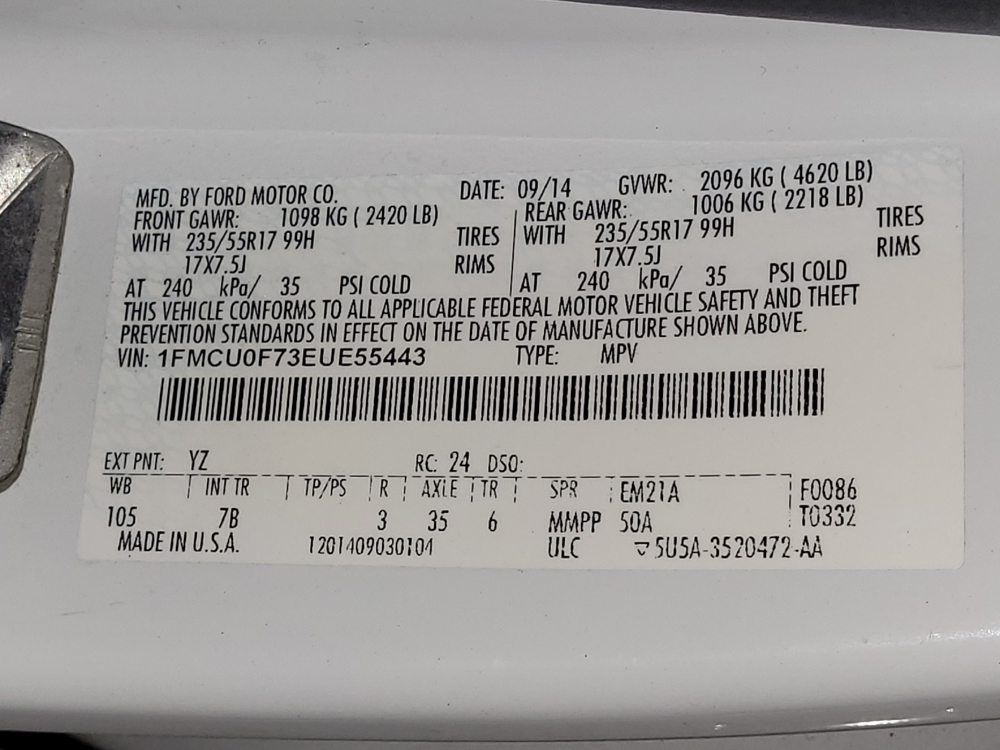 MFD. BY FORD MOTOR CO. DATE: 09/14 GVWR: 2096 KG ( 4620 LB)
FRONT GAWR: 1098 KG ( 2420 LB) REAR GAWR: 1006 KG ( 2218 LB)
WITH 235/55R17 99H TIRES WITH 235/55R17 99H TIRES
17X7.5J RIMS 17X7.5J RIMS
AT 240 kPa/ 35 PSI COLD AT 240 kPa/ 35 PSI COLD
THIS VEHICLE CONFORMS TO ALL APPLICABLE FEDERAL MOTOR VEHICLE SAFETY AND THEFT
PREVENTION STANDARDS IN EFFECT ON THE DATE OF MANUFACTURE SHOWN ABOVE.
VIN: 1FMCU0F73EUE55443 TYPE: MPV
EXT PNT: YZ RC: 24 DSO:
WB INT TR TP/PS R AXLE TR SPR EM21A F0086
105 7B 3 35 6 MMPP 50A T0332
MADE IN U.S.A. 1201409030104 ULC ▽5U5A-3520472-AA